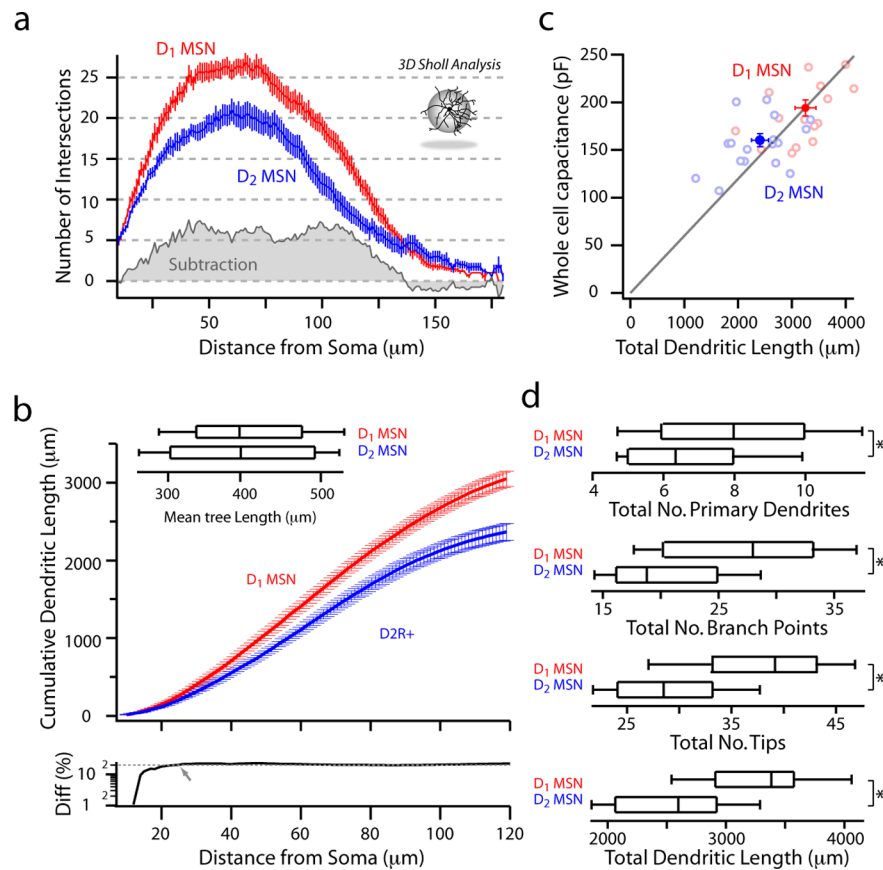 a
D1 MSN
3D Sholl Analysis
Number of Intersections
25
20
15
10
5
0
D2 MSN
Subtraction
50
100
150
Distance from Soma (μm)
c
Whole cell capacitance (pF)
250
200
150
100
50
0
D1 MSN
D2 MSN
0
1000
2000
3000
4000
Total Dendritic Length (μm)
b
D1 MSN
D2 MSN
300
400
500
Mean tree Length (μm)
Cumulative Dendritic Length (μm)
3000
2000
1000
0
D1 MSN
D2R+
Diff (%)
2
10
2
1
20
40
60
80
100
120
Distance from Soma (μm)
d
D1 MSN
D2 MSN
*
4
6
8
10
Total No. Primary Dendrites
D1 MSN
D2 MSN
*
15
25
35
Total No. Branch Points
D1 MSN
D2 MSN
*
25
35
45
Total No. Tips
D1 MSN
D2 MSN
*
2000
3000
4000
Total Dendritic Length (μm)